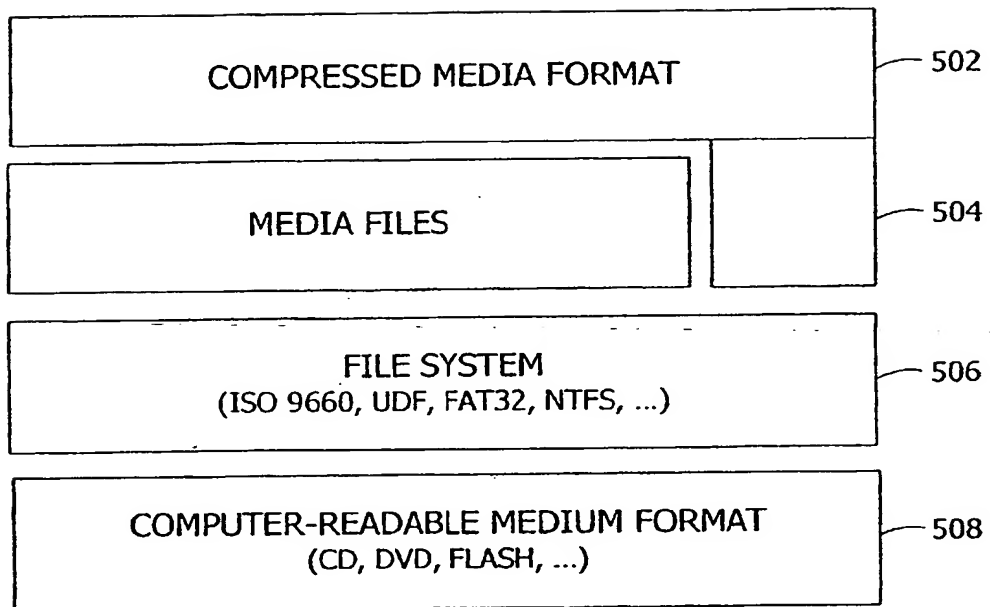 COMPRESSED MEDIA FORMAT
502
MEDIA FILES
504
FILE SYSTEM
(ISO 9660, UDF, FAT32, NTFS, ...)
506
COMPUTER-READABLE MEDIUM FORMAT
(CD, DVD, FLASH, ...)
508